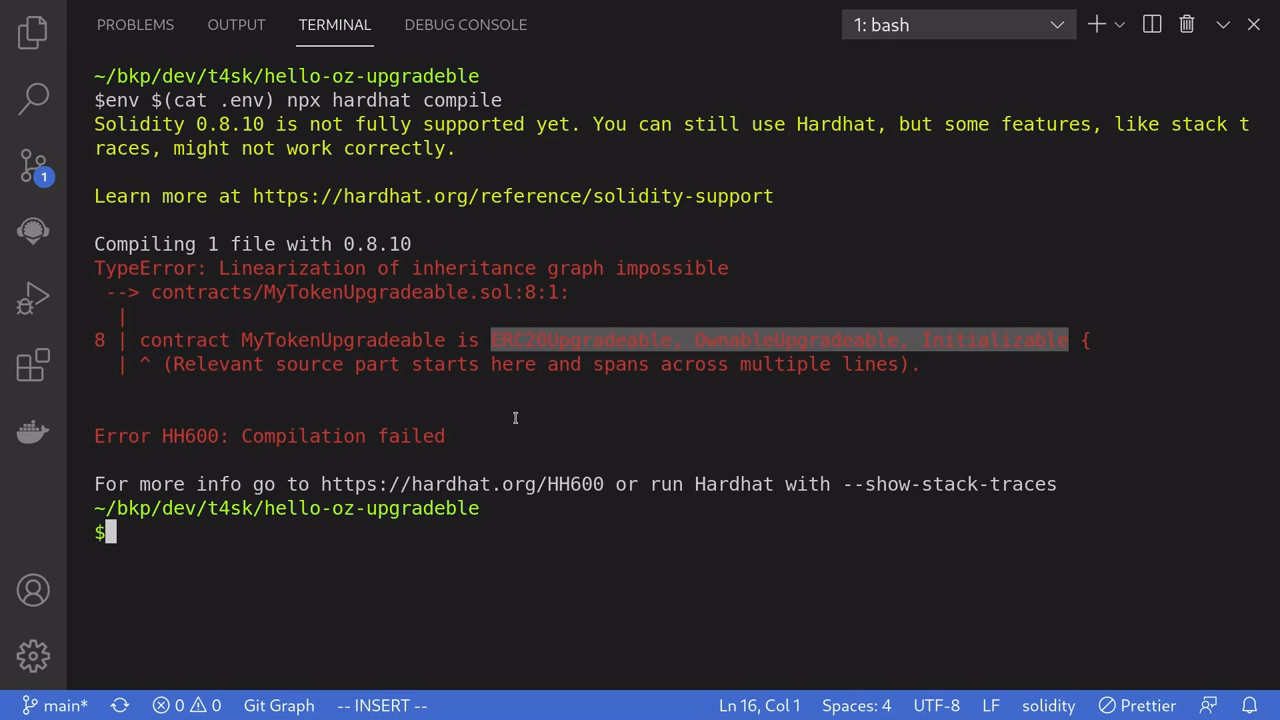 PROBLEMS OUTPUT TERMINAL DEBUG CONSOLE 1: bash
~/bkp/dev/t4sk/hello-oz-upgradeble
$env $(cat .env) npx hardhat compile
Solidity 0.8.10 is not fully supported yet. You can still use Hardhat, but some features, like stack t
races, might not work correctly.
Learn more at https://hardhat.org/reference/solidity-support
Compiling 1 file with 0.8.10
TypeError: Linearization of inheritance graph impossible
--> contracts/MyTokenUpgradeable.sol:8:1:
|
8 | contract MyTokenUpgradeable is ERC20Upgradeable, OwnableUpgradeable, Initializable {
| ^ (Relevant source part starts here and spans across multiple lines).
Error HH600: Compilation failed
For more info go to https://hardhat.org/HH600 or run Hardhat with --show-stack-traces
~/bkp/dev/t4sk/hello-oz-upgradeble
$
1
main* 0 0 Git Graph -- INSERT -- Ln 16, Col 1 Spaces: 4 UTF-8 LF solidity Prettier